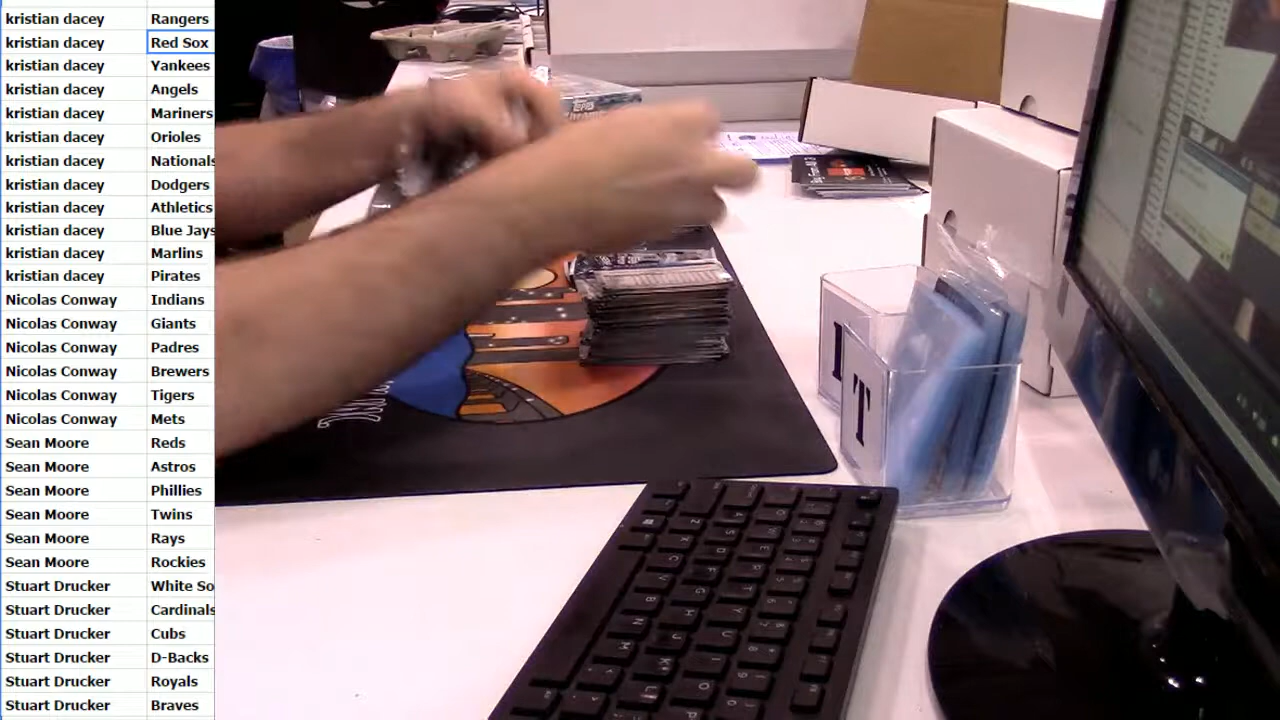 kristian dacey Rangers
kristian dacey Red Sox
kristian dacey Yankees
kristian dacey Angels
kristian dacey Mariners
kristian dacey Orioles
kristian dacey Nationals
kristian dacey Dodgers
kristian dacey Athletics
kristian dacey Blue Jays
kristian dacey Marlins
kristian dacey Pirates
Nicolas Conway Indians
Nicolas Conway Giants
Nicolas Conway Padres
Nicolas Conway Brewers
Nicolas Conway Tigers
Nicolas Conway Mets
Sean Moore Reds
Sean Moore Astros
Sean Moore Phillies
Sean Moore Twins
Sean Moore Rays
Sean Moore Rockies
Stuart Drucker White So
Stuart Drucker Cardinals
Stuart Drucker Cubs
Stuart Drucker D-Backs
Stuart Drucker Royals
Stuart Drucker Braves
TOPPS
I
T